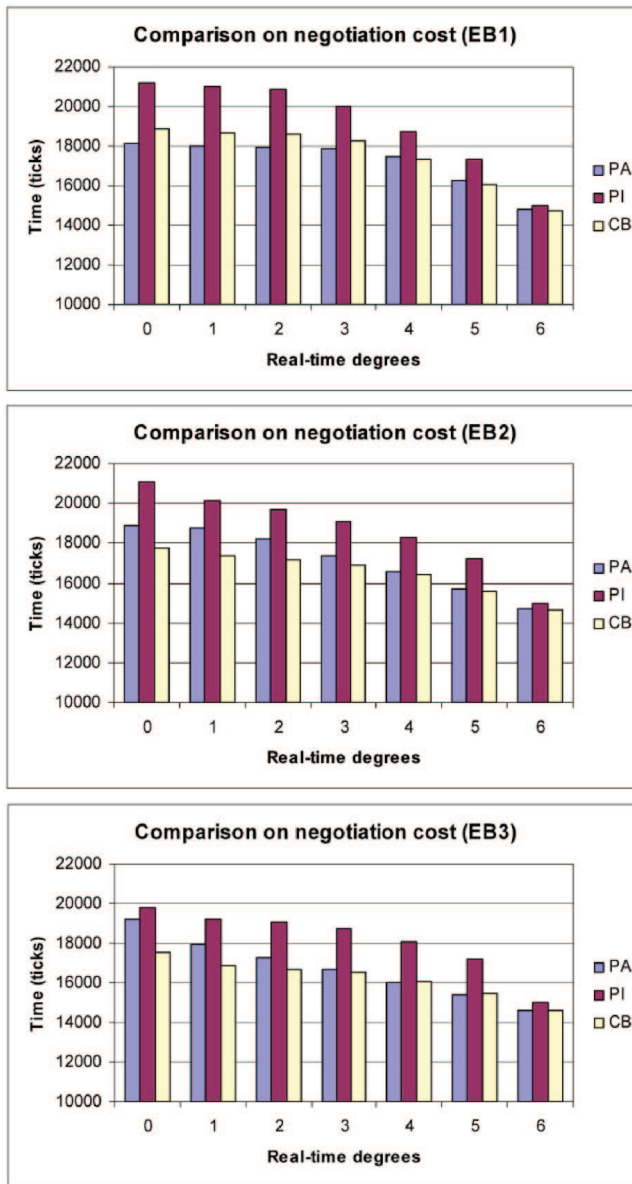 Comparison on negotiation cost (EB1)
22000
20000
18000
16000
14000
12000
10000
Time (ticks)
0 1 2 3 4 5 6
Real-time degrees
PA
PI
CB
Comparison on negotiation cost (EB2)
22000
20000
18000
16000
14000
12000
10000
Time (ticks)
0 1 2 3 4 5 6
Real-time degrees
PA
PI
CB
Comparison on negotiation cost (EB3)
22000
20000
18000
16000
14000
12000
10000
Time (ticks)
0 1 2 3 4 5 6
Real-time degrees
PA
PI
CB